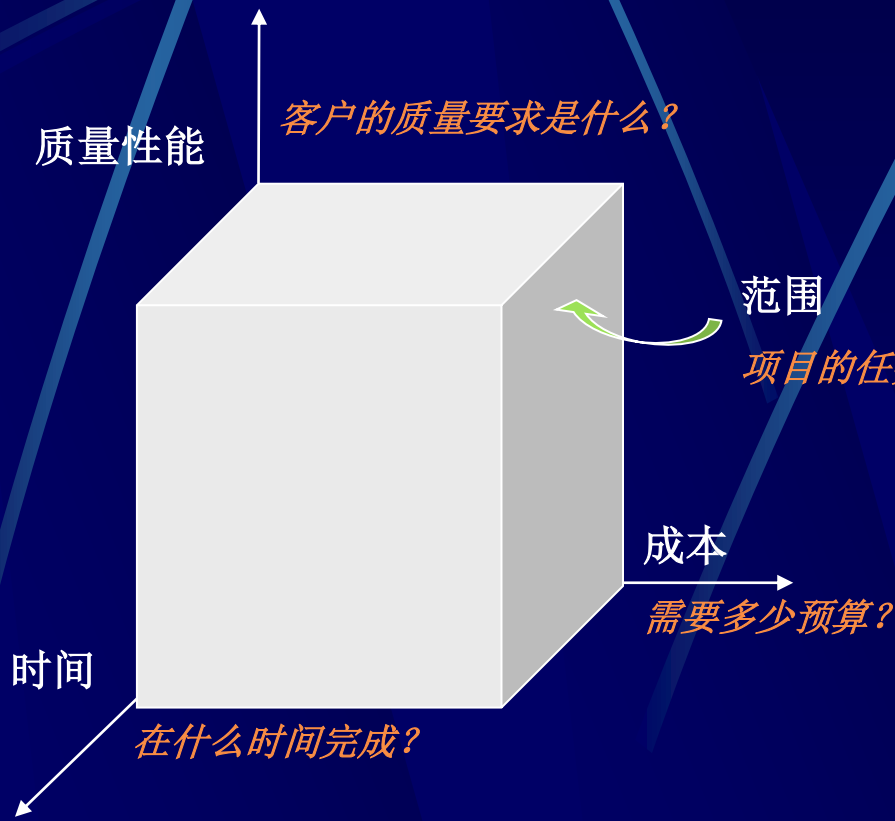 客户的质量要求是什么？
质量性能
范围
项目的任
成本
需要多少预算？
时间
在什么时间完成？